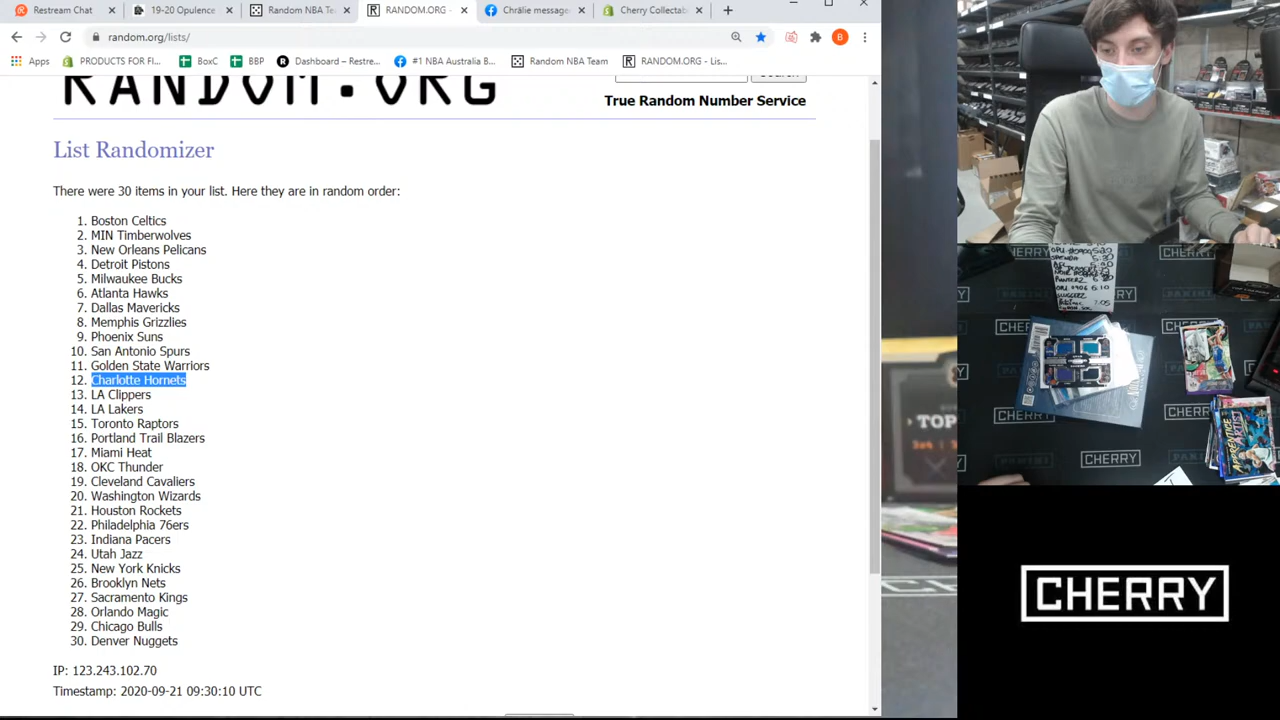 Restream Chat
19-20 Opulence
Random NBA Te
RANDOM.ORG -
Chrãlie message
Cherry Collectab
random.org/lists/
Apps
PRODUCTS FOR FI...
BoxC
BBP
Dashboard – Restre...
#1 NBA Australia B...
Random NBA Team
RANDOM.ORG - Lis...
RANDOM.ORG
Search
True Random Number Service
List Randomizer
There were 30 items in your list. Here they are in random order:
1. Boston Celtics
2. MIN Timberwolves
3. New Orleans Pelicans
4. Detroit Pistons
5. Milwaukee Bucks
6. Atlanta Hawks
7. Dallas Mavericks
8. Memphis Grizzlies
9. Phoenix Suns
10. San Antonio Spurs
11. Golden State Warriors
12. Charlotte Hornets
13. LA Clippers
14. LA Lakers
15. Toronto Raptors
16. Portland Trail Blazers
17. Miami Heat
18. OKC Thunder
19. Cleveland Cavaliers
20. Washington Wizards
21. Houston Rockets
22. Philadelphia 76ers
23. Indiana Pacers
24. Utah Jazz
25. New York Knicks
26. Brooklyn Nets
27. Sacramento Kings
28. Orlando Magic
29. Chicago Bulls
30. Denver Nuggets
IP: 123.243.102.70
Timestamp: 2020-09-21 09:30:10 UTC
TOP
CHERRY
PANINI
CHERRY
APPRENTICE
ARTIST
CHERRY